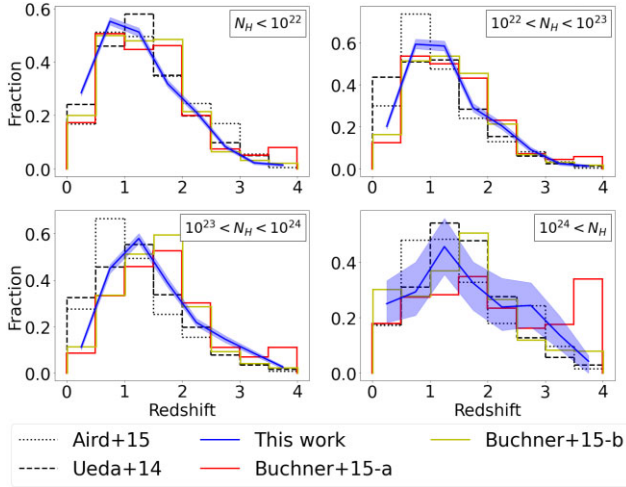 N_H < 10^22
10^22 < N_H < 10^23
Fraction
0.6
0.4
0.2
0.0
0 1 2 3 4
0.6
0.4
0.2
0.0
0 1 2 3 4
10^23 < N_H < 10^24
10^24 < N_H
Fraction
0.6
0.4
0.2
0.0
0 1 2 3 4
Redshift
0.4
0.2
0.0
0 1 2 3 4
Redshift
Aird+15
This work
Buchner+15-b
Ueda+14
Buchner+15-a